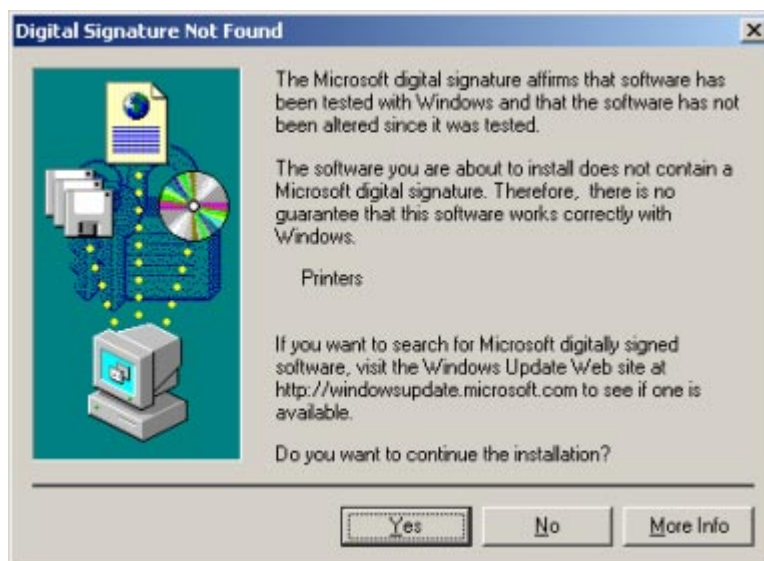 Digital Signature Not Found
The Microsoft digital signature affirms that software has
been tested with Windows and that the software has not
been altered since it was tested.
The software you are about to install does not contain a
Microsoft digital signature. Therefore,  there is no
guarantee that this software works correctly with
Windows.
Printers
If you want to search for Microsoft digitally signed
software, visit the Windows Update Web site at
http://windowsupdate.microsoft.com to see if one is
available.
Do you want to continue the installation?
Yes
No
More Info